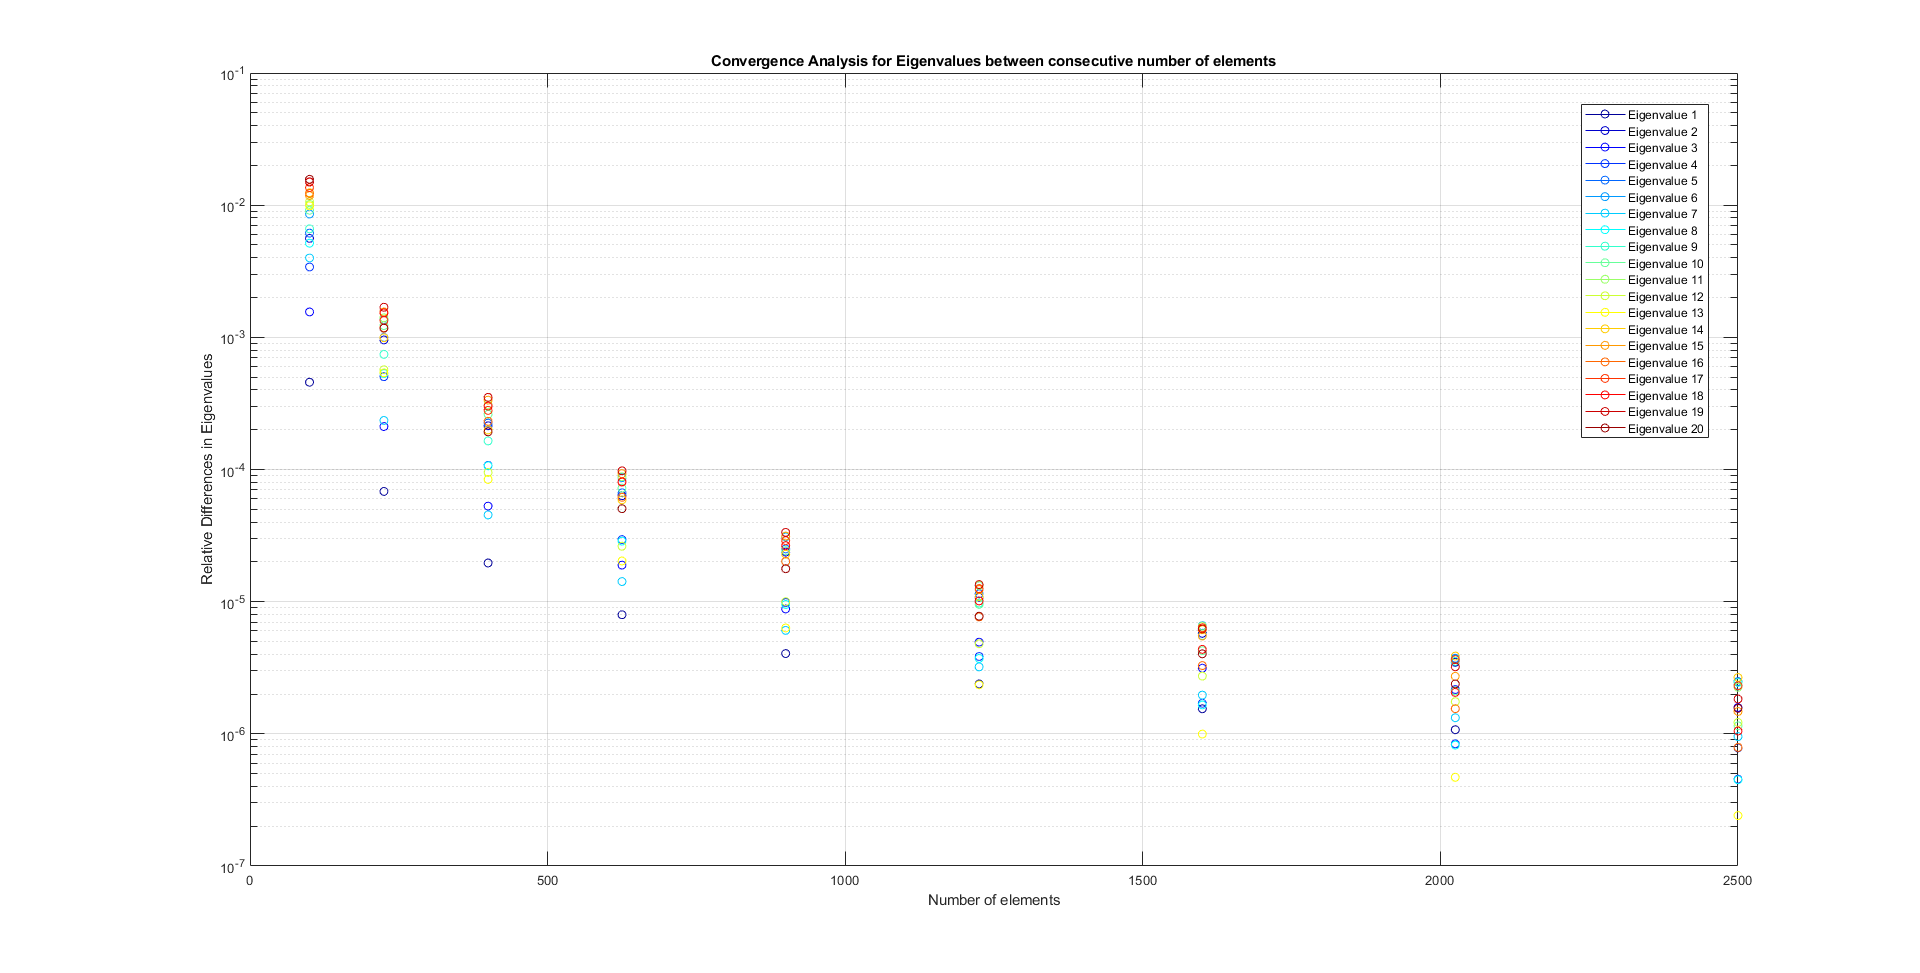 Convergence Analysis for Eigenvalues between consecutive number of elements
Relative Differences in Eigenvalues
10^-1
10^-2
10^-3
10^-4
10^-5
10^-6
10^-7
Eigenvalue 1
Eigenvalue 2
Eigenvalue 3
Eigenvalue 4
Eigenvalue 5
Eigenvalue 6
Eigenvalue 7
Eigenvalue 8
Eigenvalue 9
Eigenvalue 10
Eigenvalue 11
Eigenvalue 12
Eigenvalue 13
Eigenvalue 14
Eigenvalue 15
Eigenvalue 16
Eigenvalue 17
Eigenvalue 18
Eigenvalue 19
Eigenvalue 20
0 500 1000 1500 2000 2500
Number of elements